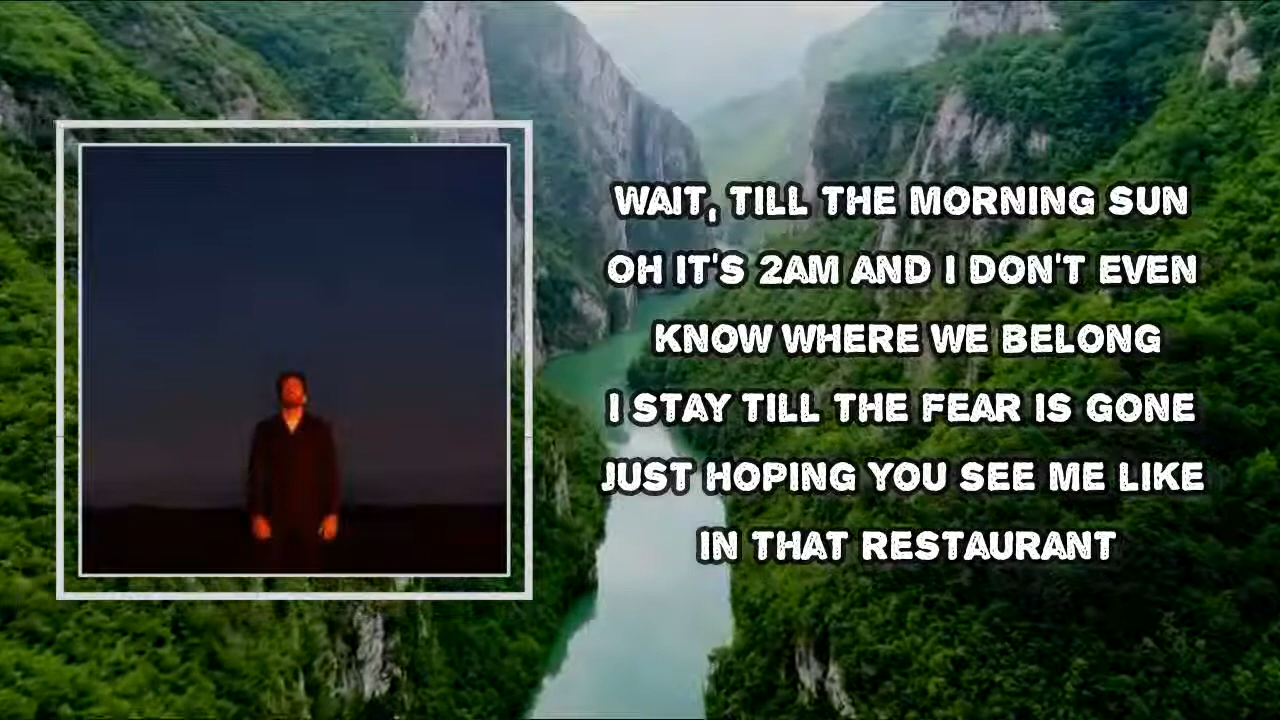 WAIT, TILL THE MORNING SUN
OH IT'S 2AM AND I DON'T EVEN
KNOW WHERE WE BELONG
I STAY TILL THE FEAR IS GONE
JUST HOPING YOU SEE ME LIKE
IN THAT RESTAURANT